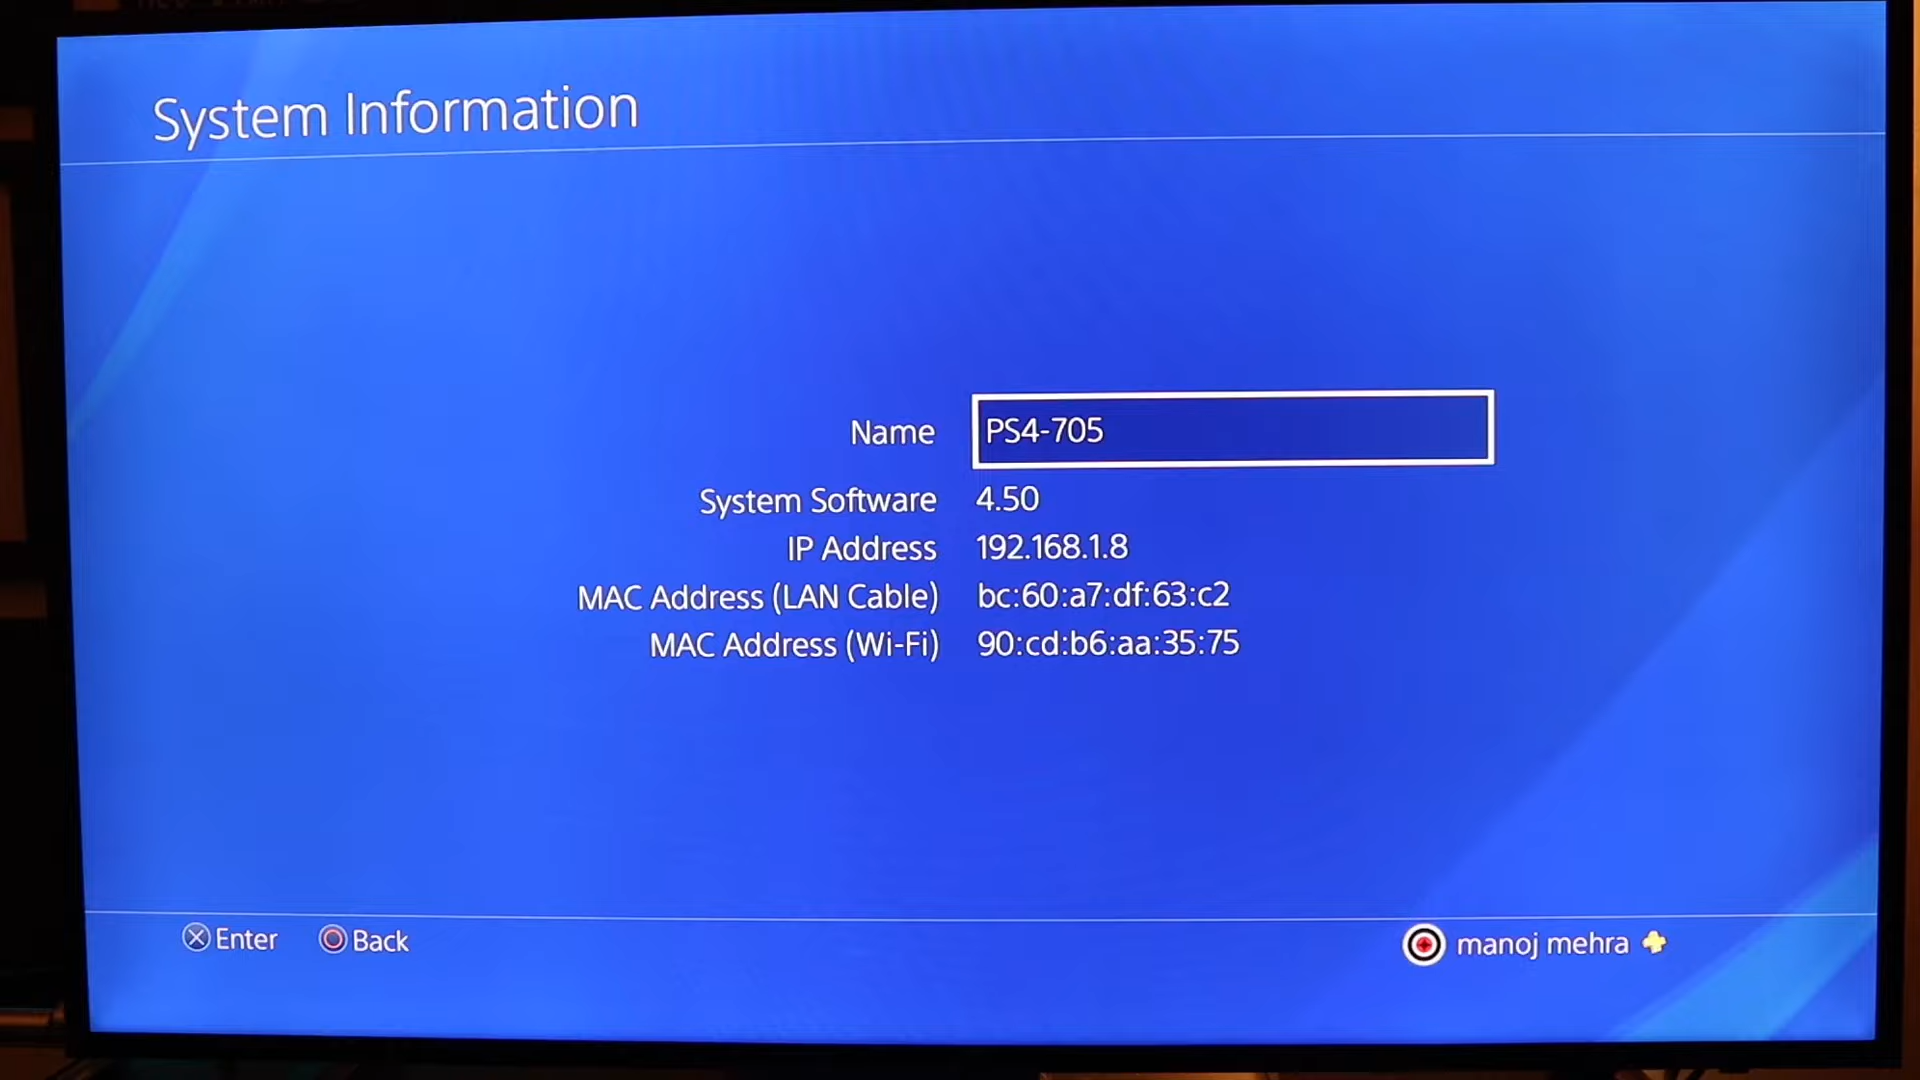 System Information
Name PS4-705
System Software 4.50
IP Address 192.168.1.8
MAC Address (LAN Cable) bc:60:a7:df:63:c2
MAC Address (Wi-Fi) 90:cd:b6:aa:35:75
Enter Back manoj mehra